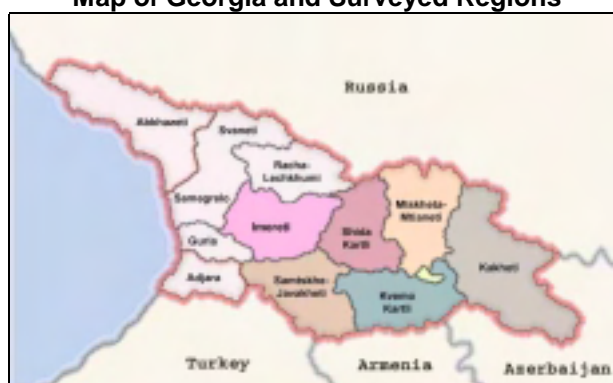 Map of Georgia and Surveyed Regions
Russia
Abkhazeti
Svaneti
Racha-
Lechkhumi
Samegrelo
Imereti
Shida
Kartli
Mtskheta-
Mtianeti
Guria
Kakheti
Adjara
Samtskhe-
Javakheti
Kvemo
Kartli
Turkey
Armenia
Azerbaijan